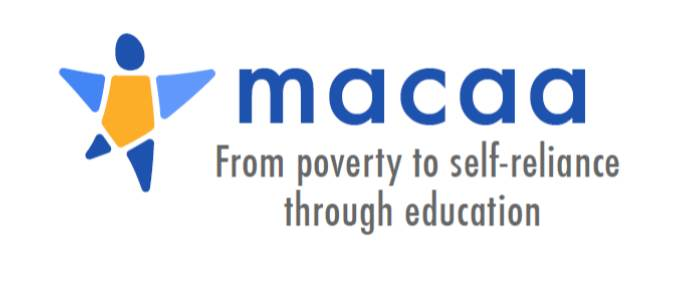 macaa
From poverty to self-reliance
through education